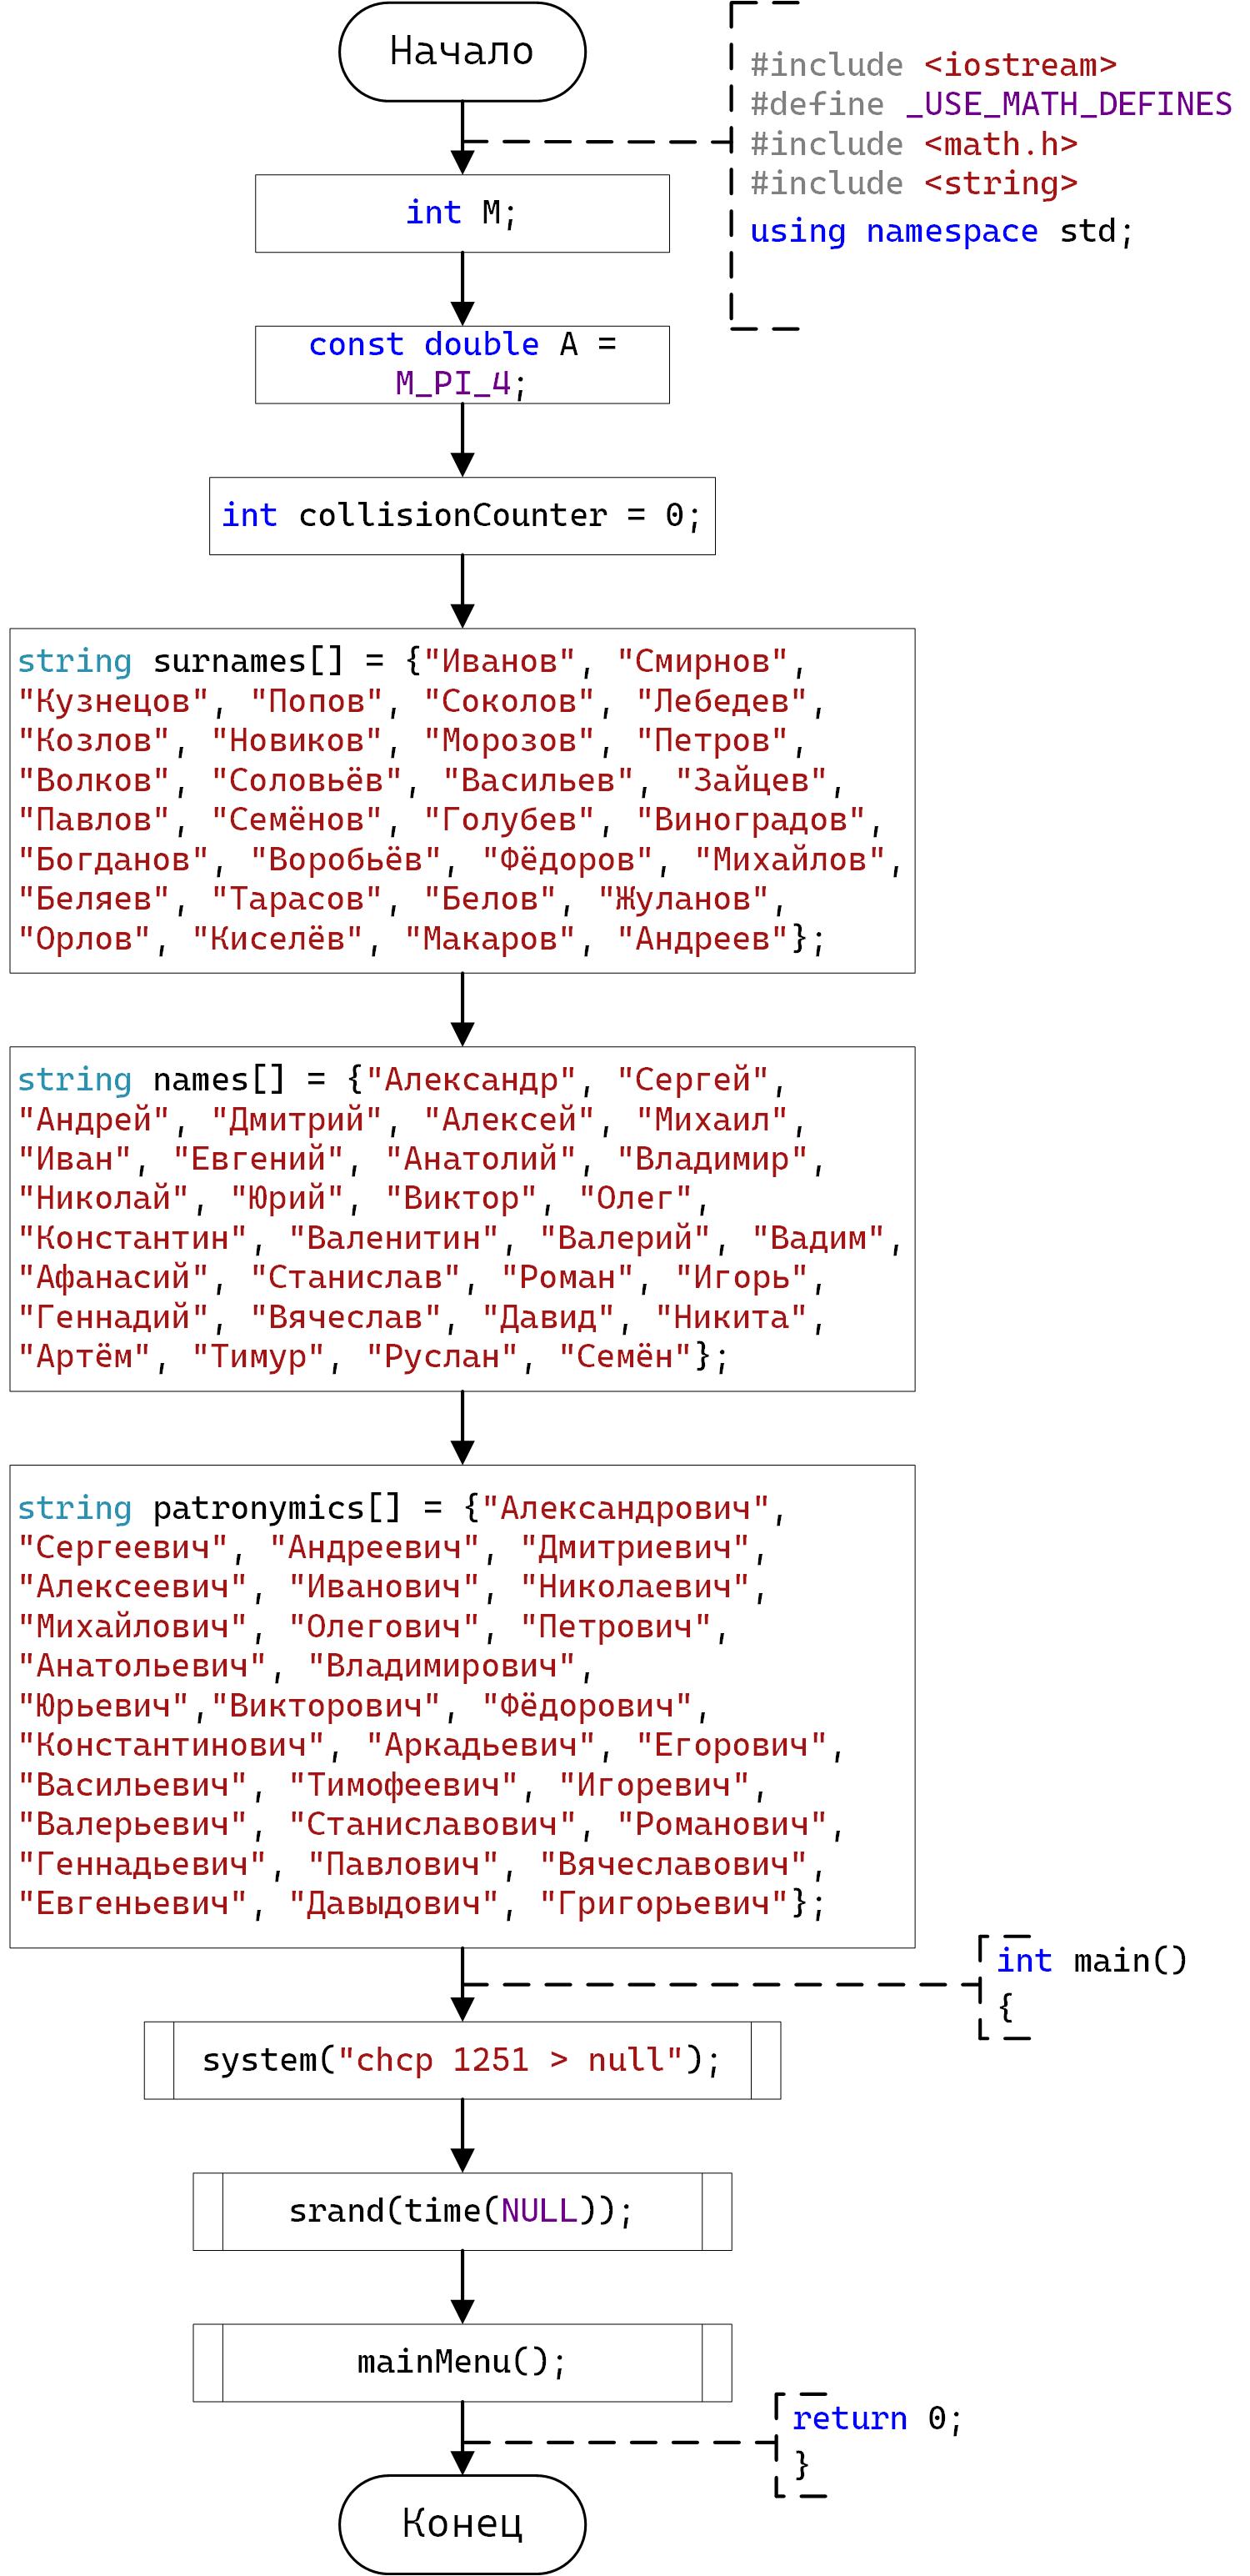 Начало
#include <iostream>
#define _USE_MATH_DEFINES
#include <math.h>
#include <string>
using namespace std;
int M;
const double A =
M_PI_4;
int collisionCounter = 0;
string surnames[] = {"Иванов", "Смирнов",
"Кузнецов", "Попов", "Соколов", "Лебедев",
"Козлов", "Новиков", "Морозов", "Петров",
"Волков", "Соловьёв", "Васильев", "Зайцев",
"Павлов", "Семёнов", "Голубев", "Виноградов",
"Богданов", "Воробьёв", "Фёдоров", "Михайлов",
"Беляев", "Тарасов", "Белов", "Жуланов",
"Орлов", "Киселёв", "Макаров", "Андреев"};
string names[] = {"Александр", "Сергей",
"Андрей", "Дмитрий", "Алексей", "Михаил",
"Иван", "Евгений", "Анатолий", "Владимир",
"Николай", "Юрий", "Виктор", "Олег",
"Константин", "Валенитин", "Валерий", "Вадим",
"Афанасий", "Станислав", "Роман", "Игорь",
"Геннадий", "Вячеслав", "Давид", "Никита",
"Артём", "Тимур", "Руслан", "Семён"};
string patronymics[] = {"Александрович",
"Сергеевич", "Андреевич", "Дмитриевич",
"Алексеевич", "Иванович", "Николаевич",
"Михайлович", "Олегович", "Петрович",
"Анатольевич", "Владимирович",
"Юрьевич","Викторович", "Фёдорович",
"Константинович", "Аркадьевич", "Егорович",
"Васильевич", "Тимофеевич", "Игоревич",
"Валерьевич", "Станиславович", "Романович",
"Геннадьевич", "Павлович", "Вячеславович",
"Евгеньевич", "Давыдович", "Григорьевич"};
int main()
{
system("chcp 1251 > null");
srand(time(NULL));
mainMenu();
return 0;
}
Конец